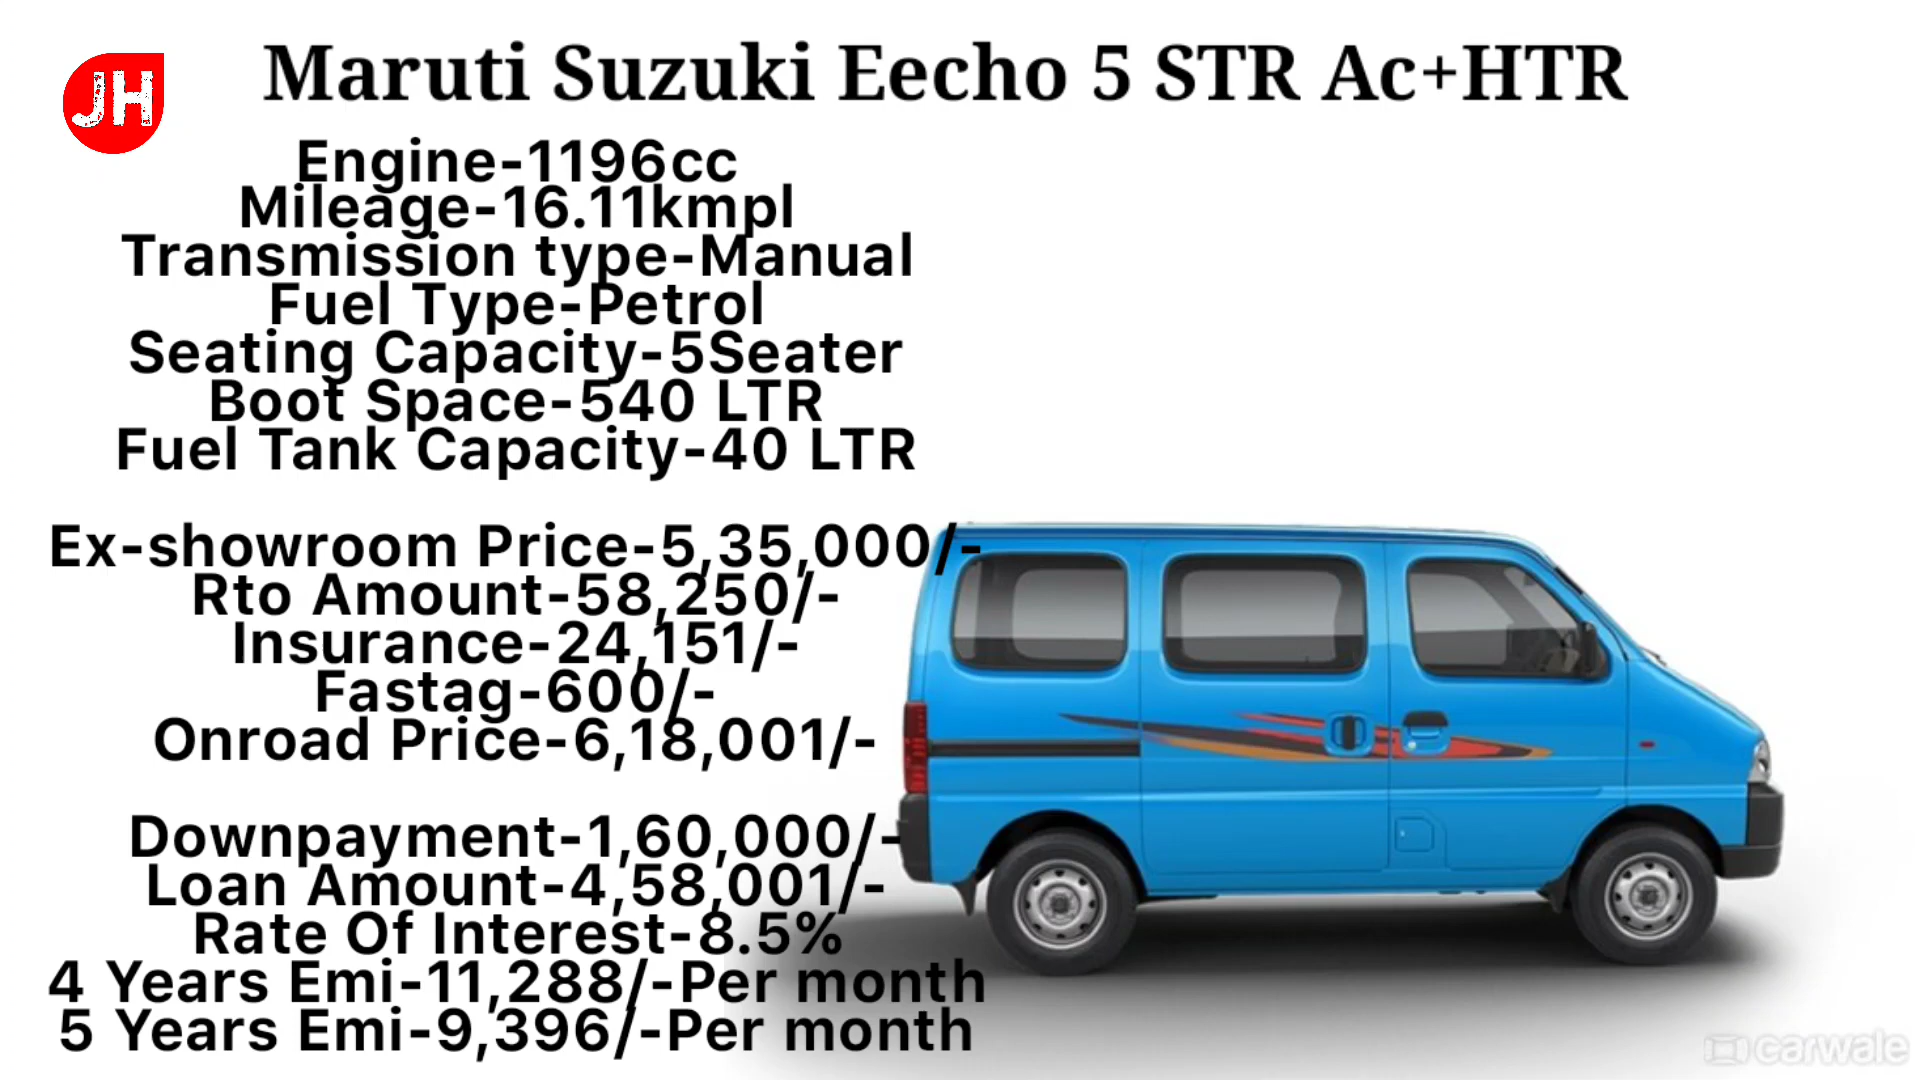 JH
Maruti Suzuki Eecho 5 STR Ac+HTR
Engine-1196cc
Mileage-16.11kmpl
Transmission type-Manual
Fuel Type-Petrol
Seating Capacity-5Seater
Boot Space-540 LTR
Fuel Tank Capacity-40 LTR
Ex-showroom Price-5,35,000/-
Rto Amount-58,250/-
Insurance-24,151/-
Fastag-600/-
Onroad Price-6,18,001/-
Downpayment-1,60,000/-
Loan Amount-4,58,001/-
Rate Of Interest-8.5%
4 Years Emi-11,288/-Per month
5 Years Emi-9,396/-Per month
carwale